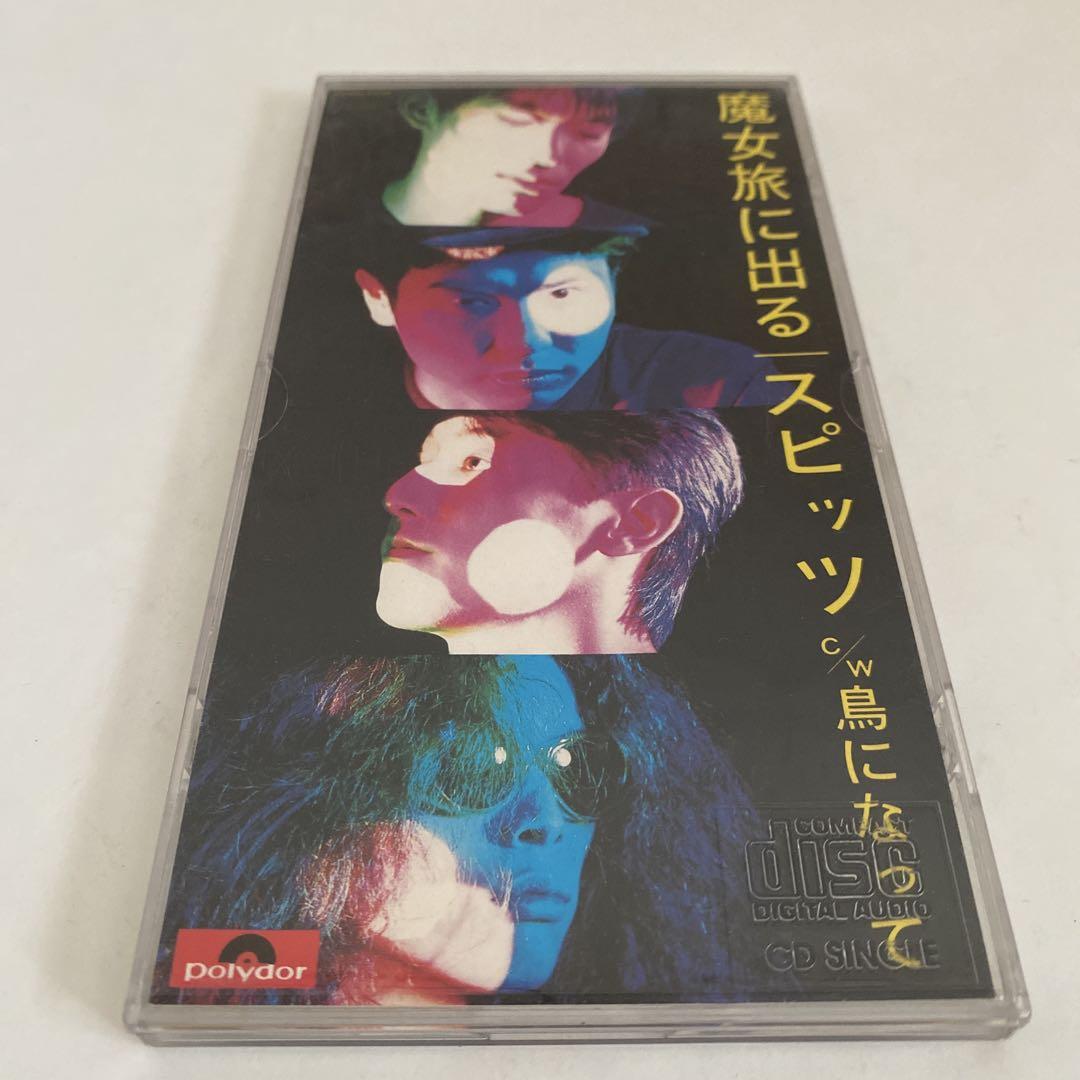 魔女旅に出る|スピッツ
c/w鳥になって
COMPACT
disc
DIGITAL AUDIO
CD SINGLE
polydor